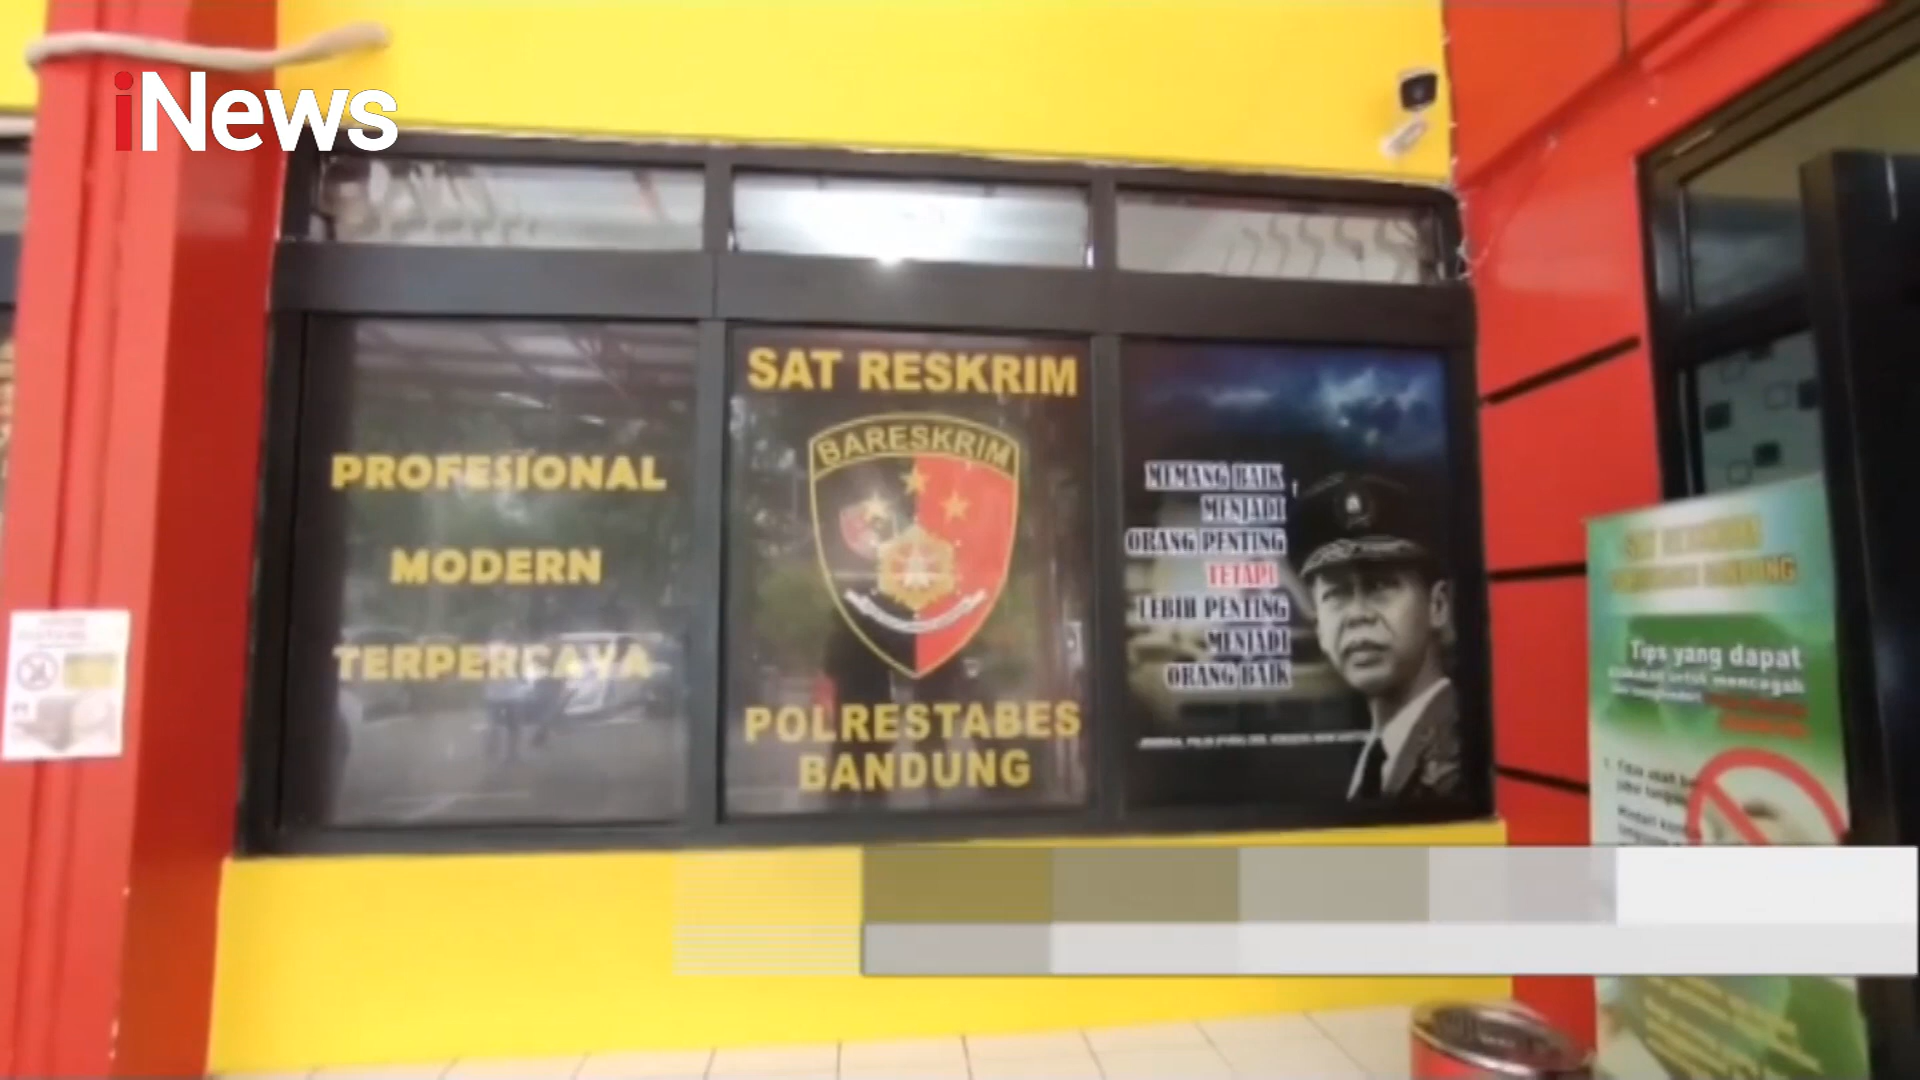 iNews
PROFESIONAL
MODERN
TERPERCAYA
SAT RESKRIM
BARESKRIM
POLRESTABES
BANDUNG
MEMANG BAIK
MENJADI
ORANG PENTING
TETAPI
LEBIH PENTING
MENJADI
ORANG BAIK
Tips yang dapat
mencegah